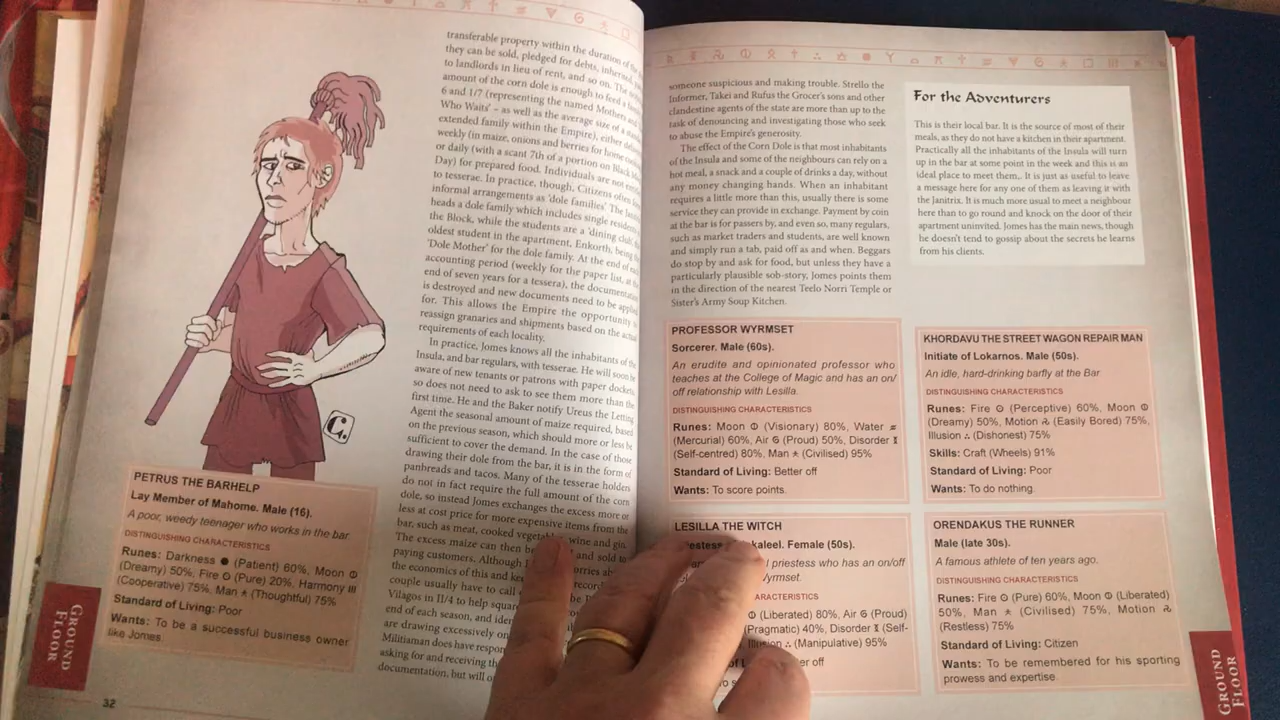 transferable property within the duration of the
they can be sold, pledged for debts, inherited,
to landlords in lieu of rent, and so on. The
amount of the corn dole is enough to feed a
6 and 1/7 (representing the named Mothers and
Who Waits' – as well as the average size of a
extended family within the Empire), either
weekly (in maize, onions and berries for home
or daily (with a scant 7th of a portion on Black
Day) for prepared food. Individuals are not
to tesserae. In practice, though, Citizens often
informal arrangements as 'dole families'. The
heads a dole family which includes single
the Block, while the students are a 'dining club'
oldest student in the apartment, Enkorth, being
'Dole Mother' for the dole family. At the end of
accounting period (weekly for the paper list, at
end of seven years for a tessera), the documentation
is destroyed and new documents need to be applied
for. This allows the Empire the opportunity to
reassign granaries and shipments based on the actual
requirements of each locality.
In practice, Jomes knows all the inhabitants of the
Insula, and bar regulars, with tesserae. He will soon be
aware of new tenants or patrons with paper dockets,
so does not need to ask to see them more than the
first time. He and the Baker notify Ureus the Letting
Agent the seasonal amount of maize required, based
on the previous season, which should more or less be
sufficient to cover the demand. In the case of those
drawing their dole from the bar, it is in the form of
panbreads and tacos. Many of the tesserae holders
do not in fact require the full amount of the corn
dole, so instead Jomes exchanges the excess more or
less at cost price for more expensive items from the
bar, such as meat, cooked vegetables, wine and gin.
The excess maize can then be and sold to
paying customers. Although worries about
the economics of this and record
couple usually have to call
Vilagos in II/4 to help square
end of each season, and
are drawing excessively on
Militiaman does have
asking for and receiving
documentation, but will
PETRUS THE BARHELP
Lay Member of Mahome. Male (16).
A poor, weedy teenager who works in the bar.
DISTINGUISHING CHARACTERISTICS
Runes: Darkness ● (Patient) 60%, Moon
(Dreamy) 50%, Fire (Pure) 20%, Harmony
(Cooperative) 75%, Man (Thoughtful) 75%
Standard of Living: Poor
Wants: To be a successful business owner
like Jomes.
GROUND
FLOOR
32
someone suspicious and making trouble. Strello the
Informer, Takei and Rufus the Grocer's sons and other
clandestine agents of the state are more than up to the
task of denouncing and investigating those who seek
to abuse the Empire's generosity.
The effect of the Corn Dole is that most inhabitants
of the Insula and some of the neighbours can rely on a
hot meal, a snack and a couple of drinks a day, without
any money changing hands. When an inhabitant
requires a little more than this, usually there is some
service they can provide in exchange. Payment by coin
at the bar is for passers by, and even so, many regulars,
such as market traders and students, are well known
and simply run a tab, paid off as and when. Beggars
do stop by and ask for food, but unless they have a
particularly plausible sob-story, Jomes points them
in the direction of the nearest Teelo Norri Temple or
Sister's Army Soup Kitchen.
For the Adventurers
This is their local bar. It is the source of most of their
meals, as they do not have a kitchen in their apartment.
Practically all the inhabitants of the Insula will turn
up in the bar at some point in the week and this is an
ideal place to meet them,. It is just as useful to leave
a message here for any one of them as leaving it with
the Janitrix. It is much more usual to meet a neighbour
here than to go round and knock on the door of their
apartment uninvited. Jomes has the main news, though
he doesn't tend to gossip about the secrets he learns
from his clients.
PROFESSOR WYRMSET
Sorcerer. Male (60s).
An erudite and opinionated professor who
teaches at the College of Magic and has an on/
off relationship with Lesilla.
DISTINGUISHING CHARACTERISTICS
Runes: Moon (Visionary) 80%, Water
(Mercurial) 60%, Air (Proud) 50%, Disorder
(Self-centred) 80%, Man (Civilised) 95%
Standard of Living: Better off
Wants: To score points.
KHORDAVU THE STREET WAGON REPAIR MAN
Initiate of Lokarnos. Male (50s).
An idle, hard-drinking barfly at the Bar.
DISTINGUISHING CHARACTERISTICS
Runes: Fire (Perceptive) 60%, Moon
(Dreamy) 50%, Motion (Easily Bored) 75%,
Illusion (Dishonest) 75%
Skills: Craft (Wheels) 91%
Standard of Living: Poor
Wants: To do nothing.
LESILLA THE WITCH
kaleel. Female (50s).
priestess who has an on/off
Wyrmset.
CHARACTERISTICS
(Liberated) 80%, Air (Proud)
(Pragmatic) 40%, Disorder (Self-
Illusion (Manipulative) 95%
off
ORENDAKUS THE RUNNER
Male (late 30s).
A famous athlete of ten years ago.
DISTINGUISHING CHARACTERISTICS
Runes: Fire (Pure) 60%, Moon (Liberated)
50%, Man (Civilised) 75%, Motion
(Restless) 75%
Standard of Living: Citizen
Wants: To be remembered for his sporting
prowess and expertise.
GROUND
FLOOR